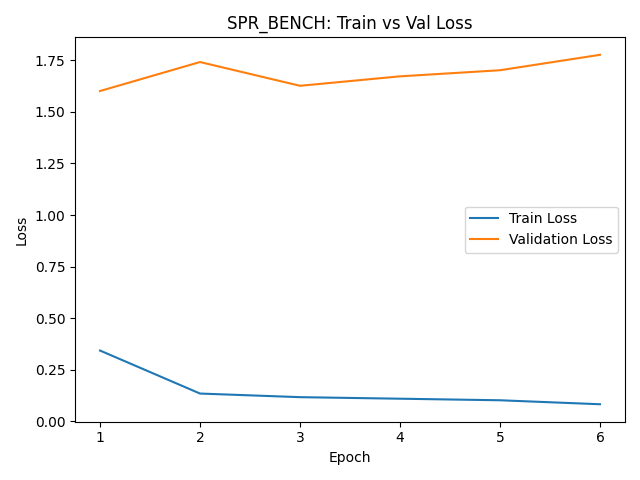 SPR_BENCH: Train vs Val Loss
1.75
1.50
1.25
1.00
0.75
0.50
0.25
0.00
Loss
Train Loss
Validation Loss
1 2 3 4 5 6
Epoch